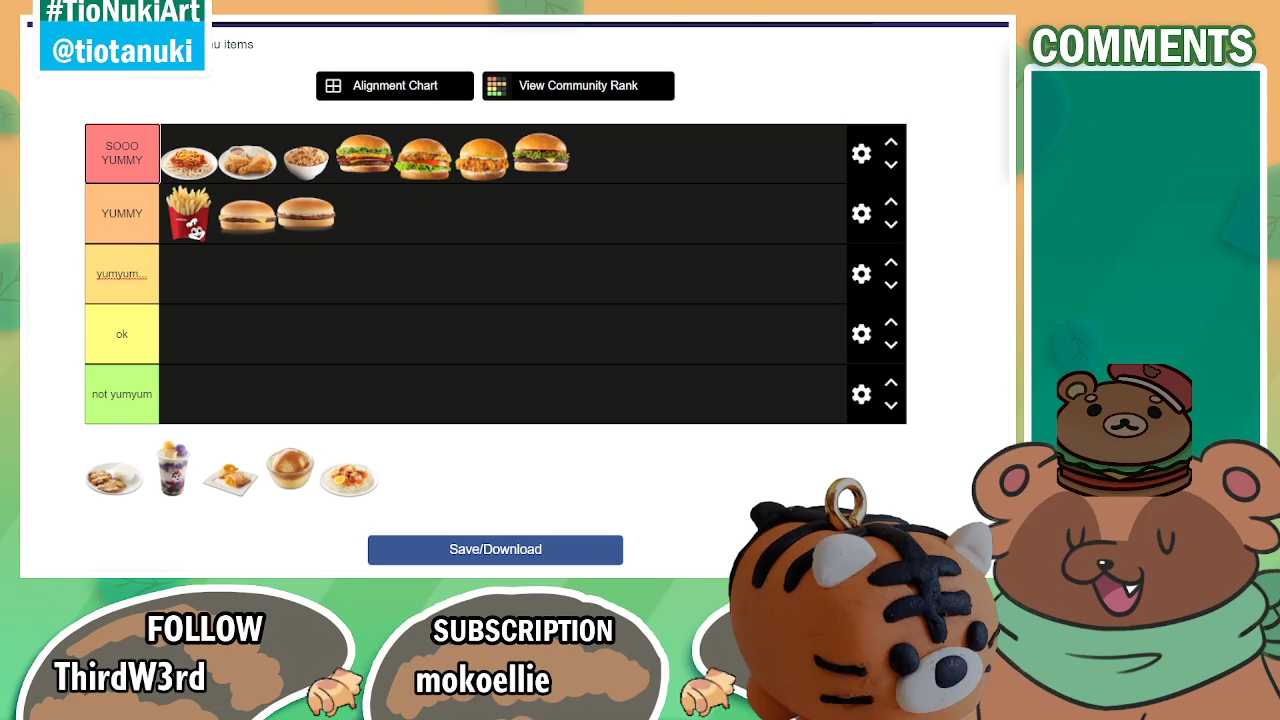 #TioNukiArt
@tiotanuki
u items
COMMENTS
Alignment Chart
View Community Rank
SOOO
YUMMY
YUMMY
yumyum...
ok
not yumyum
Save/Download
FOLLOW
ThirdW3rd
SUBSCRIPTION
mokoellie